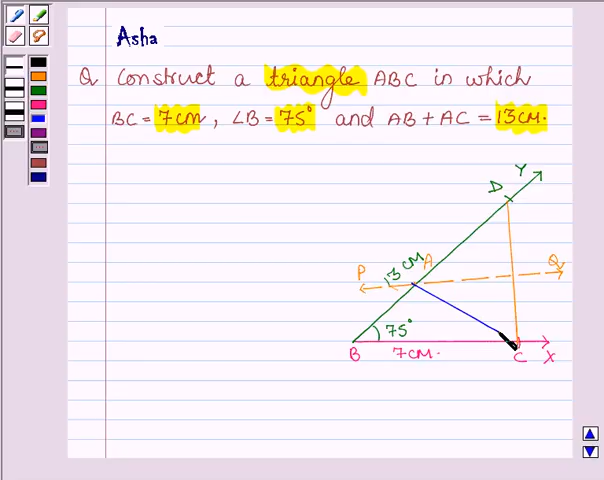 Asha
Q Construct a triangle ABC in which
BC = 7cm, ∠B = 75° and AB + AC = 13cm.
Y
D
13 CM
A
P
Q
75°
B
7CM.
C
X